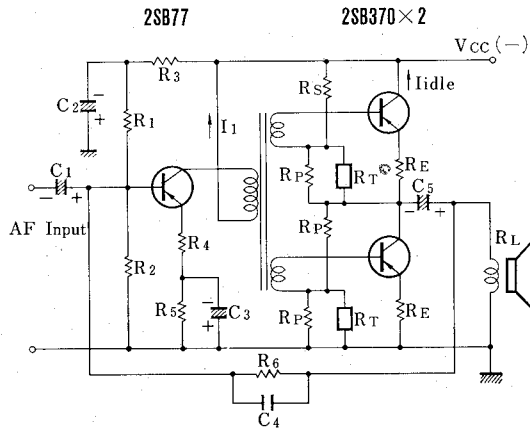 2SB77
2SB370×2
VCC(−)
R3
RS
Iidle
C2
−
+
R1
I1
C1
−
+
RP
RT
RE
C5
−
+
AF Input
R4
RP
RL
R2
R5
−
+
C3
RP
RT
RE
R6
C4